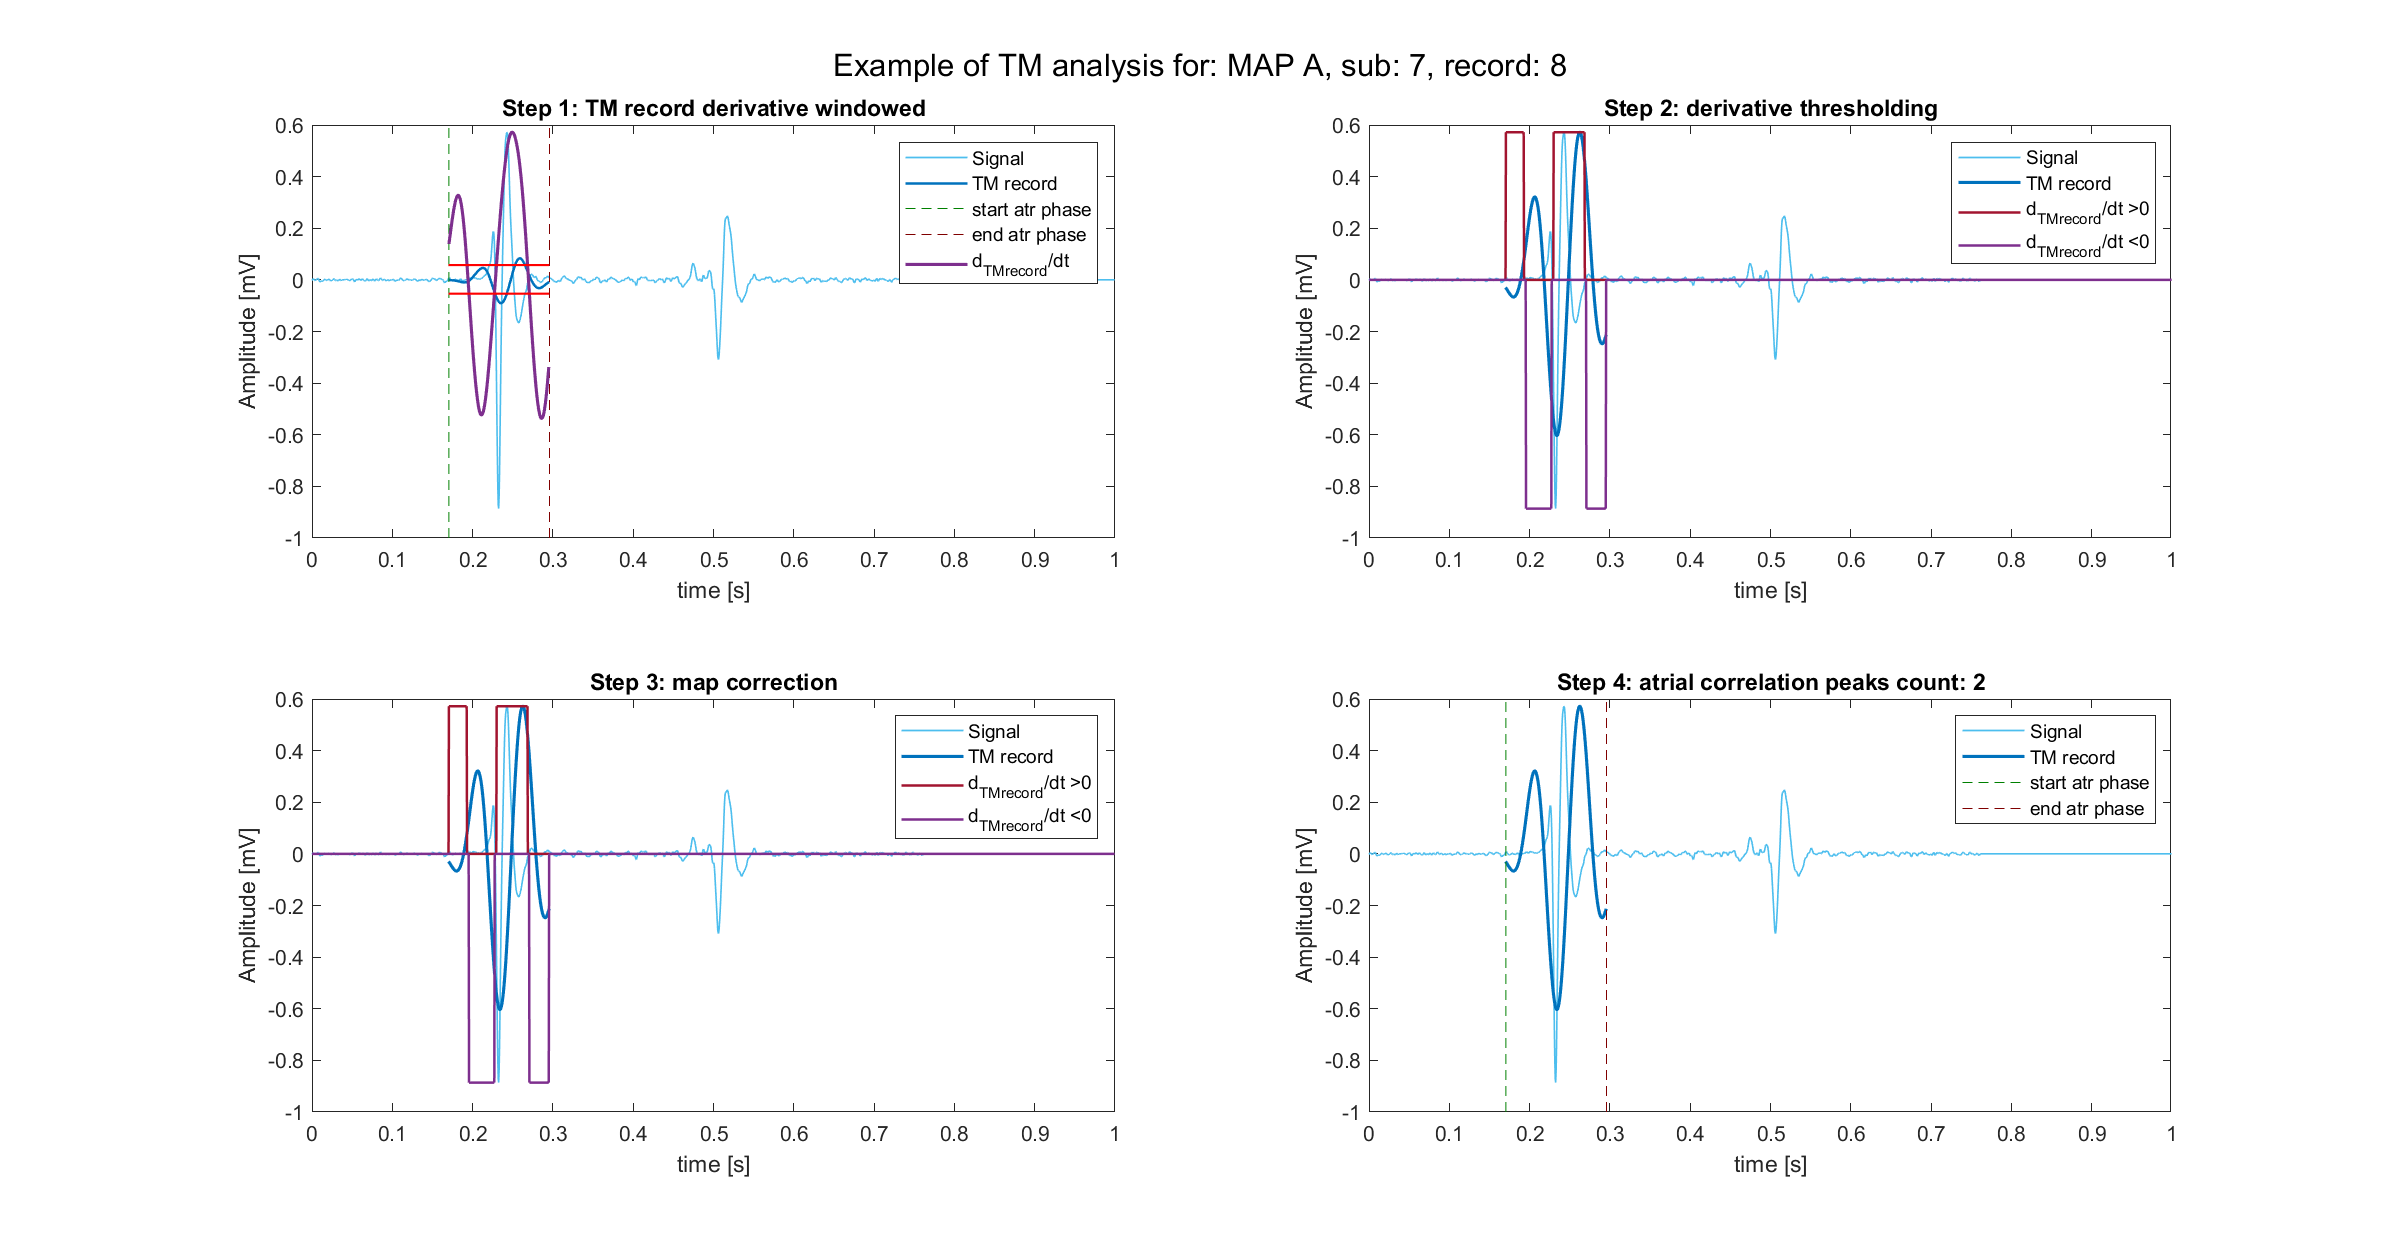 Example of TM analysis for: MAP A, sub: 7, record: 8
Step 1: TM record derivative windowed
0.6
0.4
0.2
0
-0.2
-0.4
-0.6
-0.8
-1
Amplitude [mV]
0 0.1 0.2 0.3 0.4 0.5 0.6 0.7 0.8 0.9 1
time [s]
Signal
TM record
start atr phase
end atr phase
dTMrecord/dt
Step 2: derivative thresholding
0.6
0.4
0.2
0
-0.2
-0.4
-0.6
-0.8
-1
Amplitude [mV]
0 0.1 0.2 0.3 0.4 0.5 0.6 0.7 0.8 0.9 1
time [s]
Signal
TM record
dTMrecord/dt >0
dTMrecord/dt <0
Step 3: map correction
0.6
0.4
0.2
0
-0.2
-0.4
-0.6
-0.8
-1
Amplitude [mV]
0 0.1 0.2 0.3 0.4 0.5 0.6 0.7 0.8 0.9 1
time [s]
Signal
TM record
dTMrecord/dt >0
dTMrecord/dt <0
Step 4: atrial correlation peaks count: 2
0.6
0.4
0.2
0
-0.2
-0.4
-0.6
-0.8
-1
Amplitude [mV]
0 0.1 0.2 0.3 0.4 0.5 0.6 0.7 0.8 0.9 1
time [s]
Signal
TM record
start atr phase
end atr phase